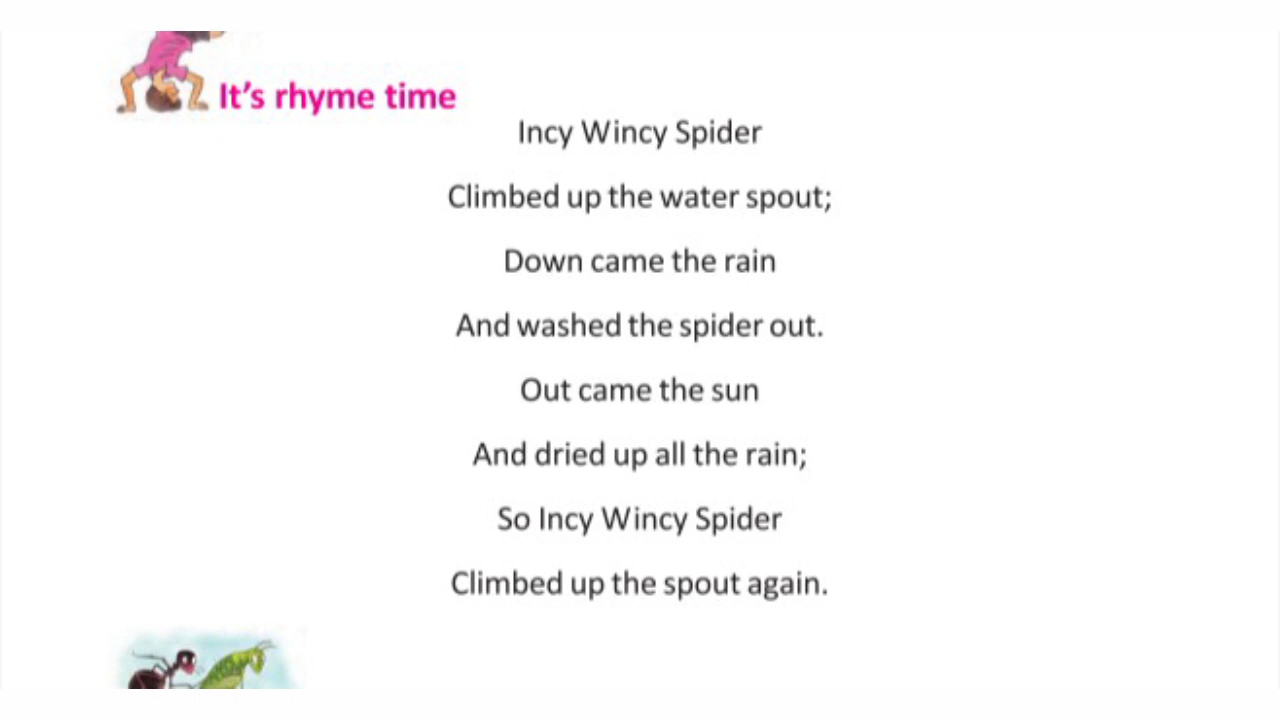 It's rhyme time
Incy Wincy Spider
Climbed up the water spout;
Down came the rain
And washed the spider out.
Out came the sun
And dried up all the rain;
So Incy Wincy Spider
Climbed up the spout again.